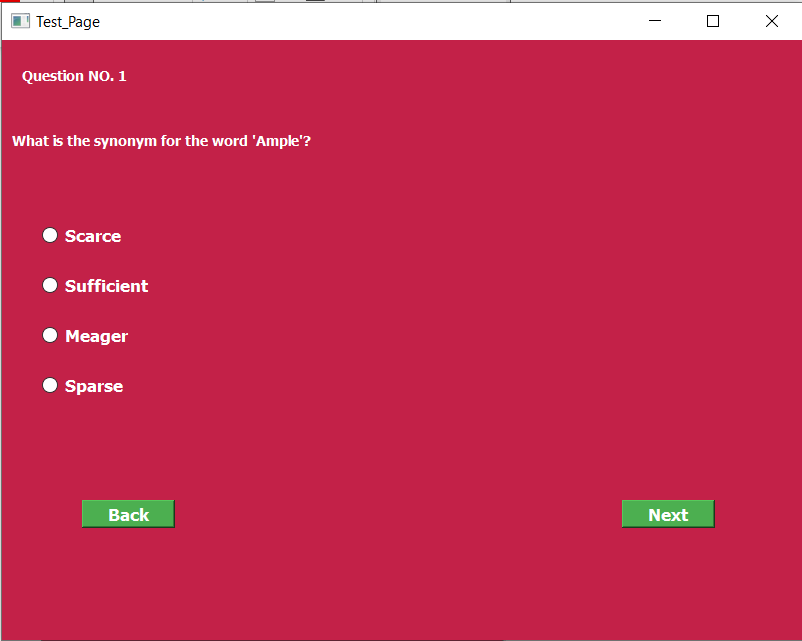 Test_Page
Question NO. 1
What is the synonym for the word 'Ample'?
Scarce
Sufficient
Meager
Sparse
Back
Next